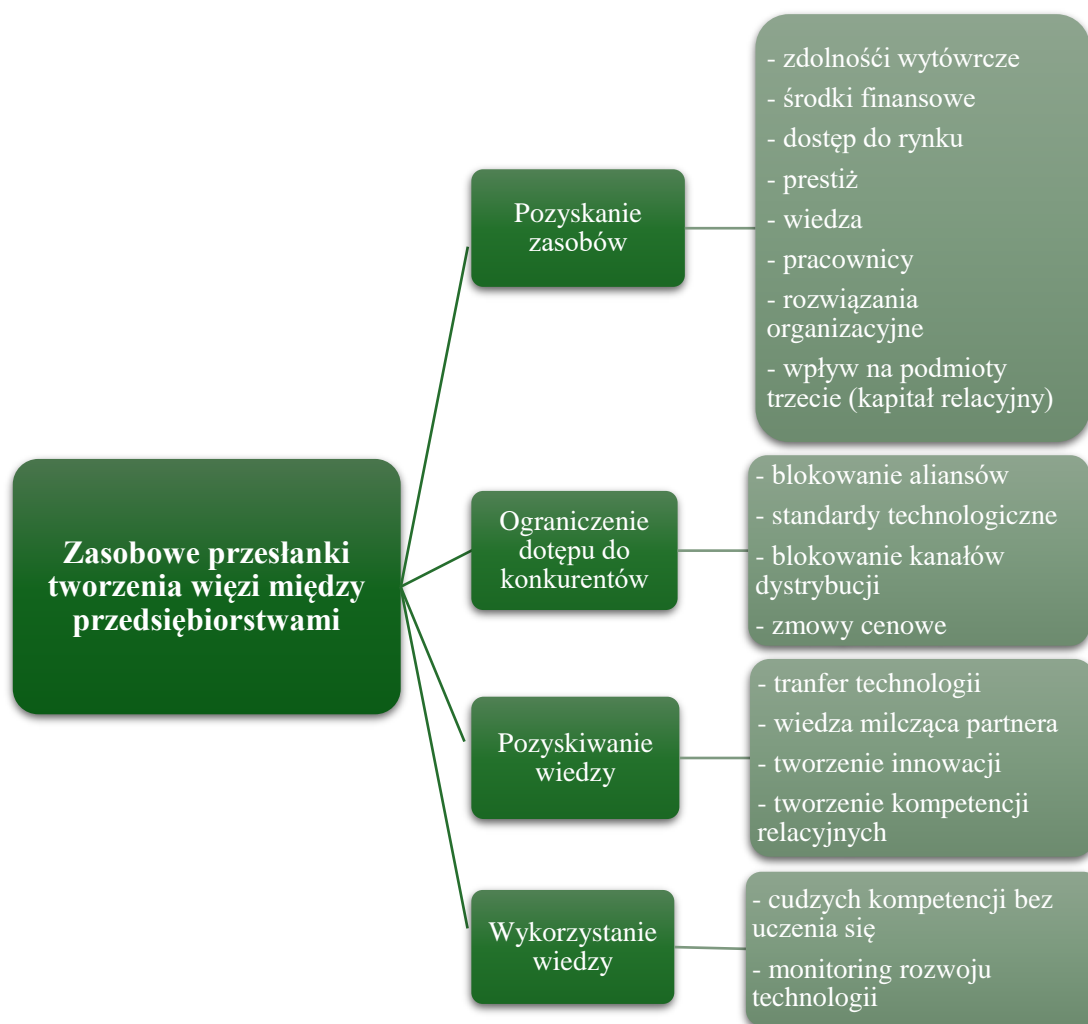 Zasobowe przesłanki
tworzenia więzi między
przedsiębiorstwami
Pozyskanie
zasobów
- zdolnośći wytówrcze
- środki finansowe
- dostęp do rynku
- prestiż
- wiedza
- pracownicy
- rozwiązania
organizacyjne
- wpływ na podmioty
trzecie (kapitał relacyjny)
Ograniczenie
dotępu do
konkurentów
- blokowanie aliansów
- standardy technologiczne
- blokowanie kanałów
dystrybucji
- zmowy cenowe
Pozyskiwanie
wiedzy
- tranfer technologii
- wiedza milcząca partnera
- tworzenie innowacji
- tworzenie kompetencji
relacyjnych
Wykorzystanie
wiedzy
- cudzych kompetencji bez
uczenia się
- monitoring rozwoju
technologii